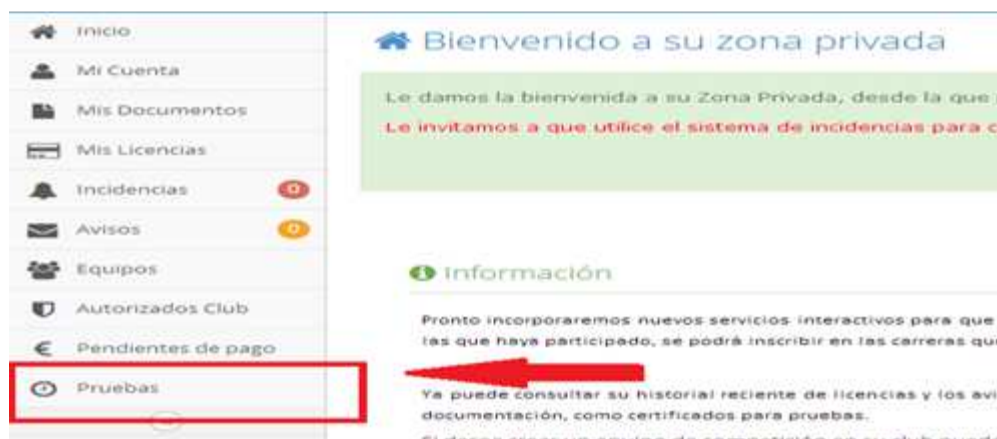 Inicio
Mi Cuenta
Mis Documentos
Mis Licencias
Incidencias 0
Avisos 0
Equipos
Autorizados Club
Pendientes de pago
Pruebas
Bienvenido a su zona privada
Le damos la bienvenida a su Zona Privada, desde la que
Le invitamos a que utilice el sistema de incidencias para
Información
Pronto incorporaremos nuevos servicios interactivos para que
las que haya participado, se podrá inscribir en las carreras
Ya puede consultar su historial reciente de licencias y los
documentación, como certificados para pruebas.